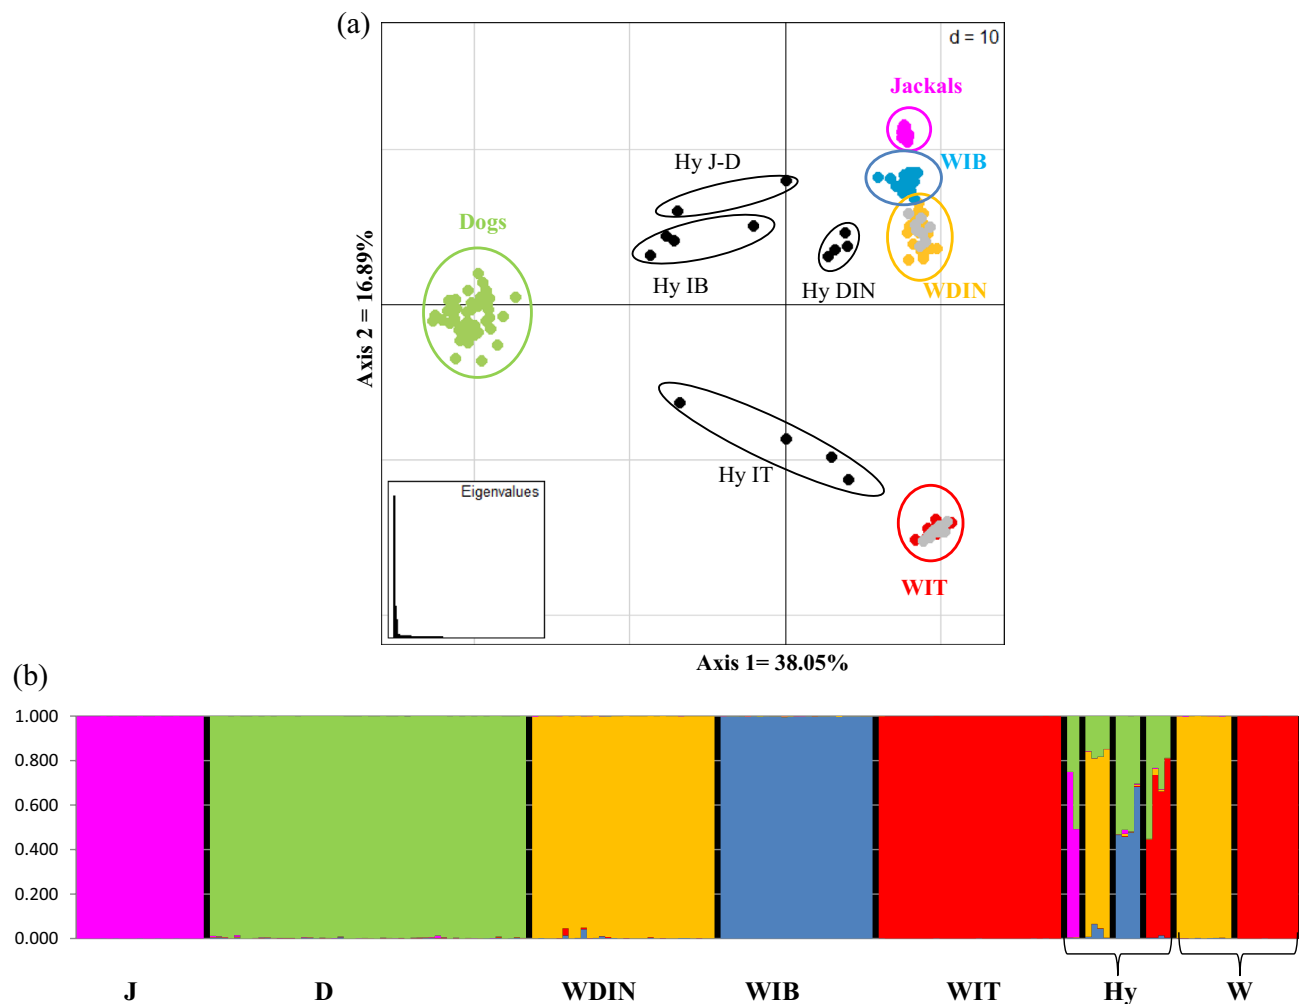 (a)
d = 10
Jackals
Hy J-D
WIB
Dogs
Hy IB
Hy DIN
WDIN
Axis 2 = 16.89%
Hy IT
Eigenvalues
WIT
Axis 1= 38.05%
(b)
1.000
0.800
0.600
0.400
0.200
0.000
J D WDIN WIB WIT Hy W